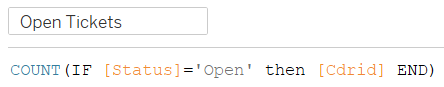 Open Tickets
COUNT(IF [Status]='Open' then [Cdrid] END)